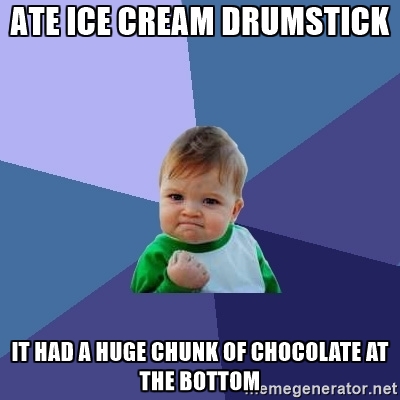 ATE ICE CREAM DRUMSTICK
IT HAD A HUGE CHUNK OF CHOCOLATE AT
THE BOTTOM
memegenerator.net